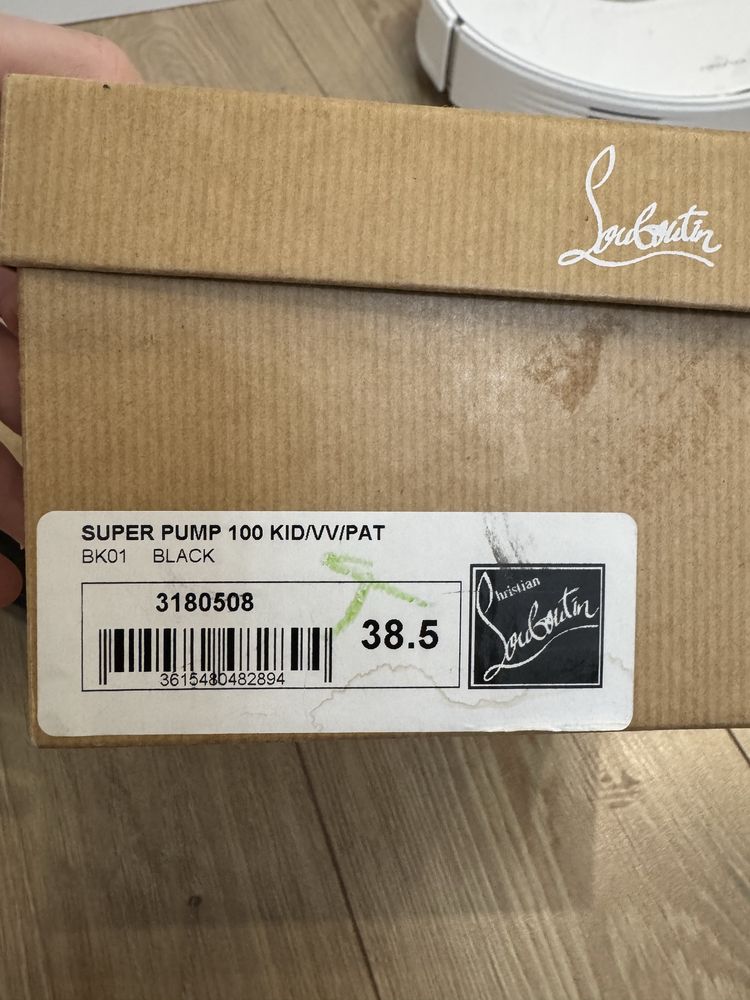 Louboutin
SUPER PUMP 100 KID/VV/PAT
BK01 BLACK
3180508
38.5
3615480482894
Christian
Louboutin